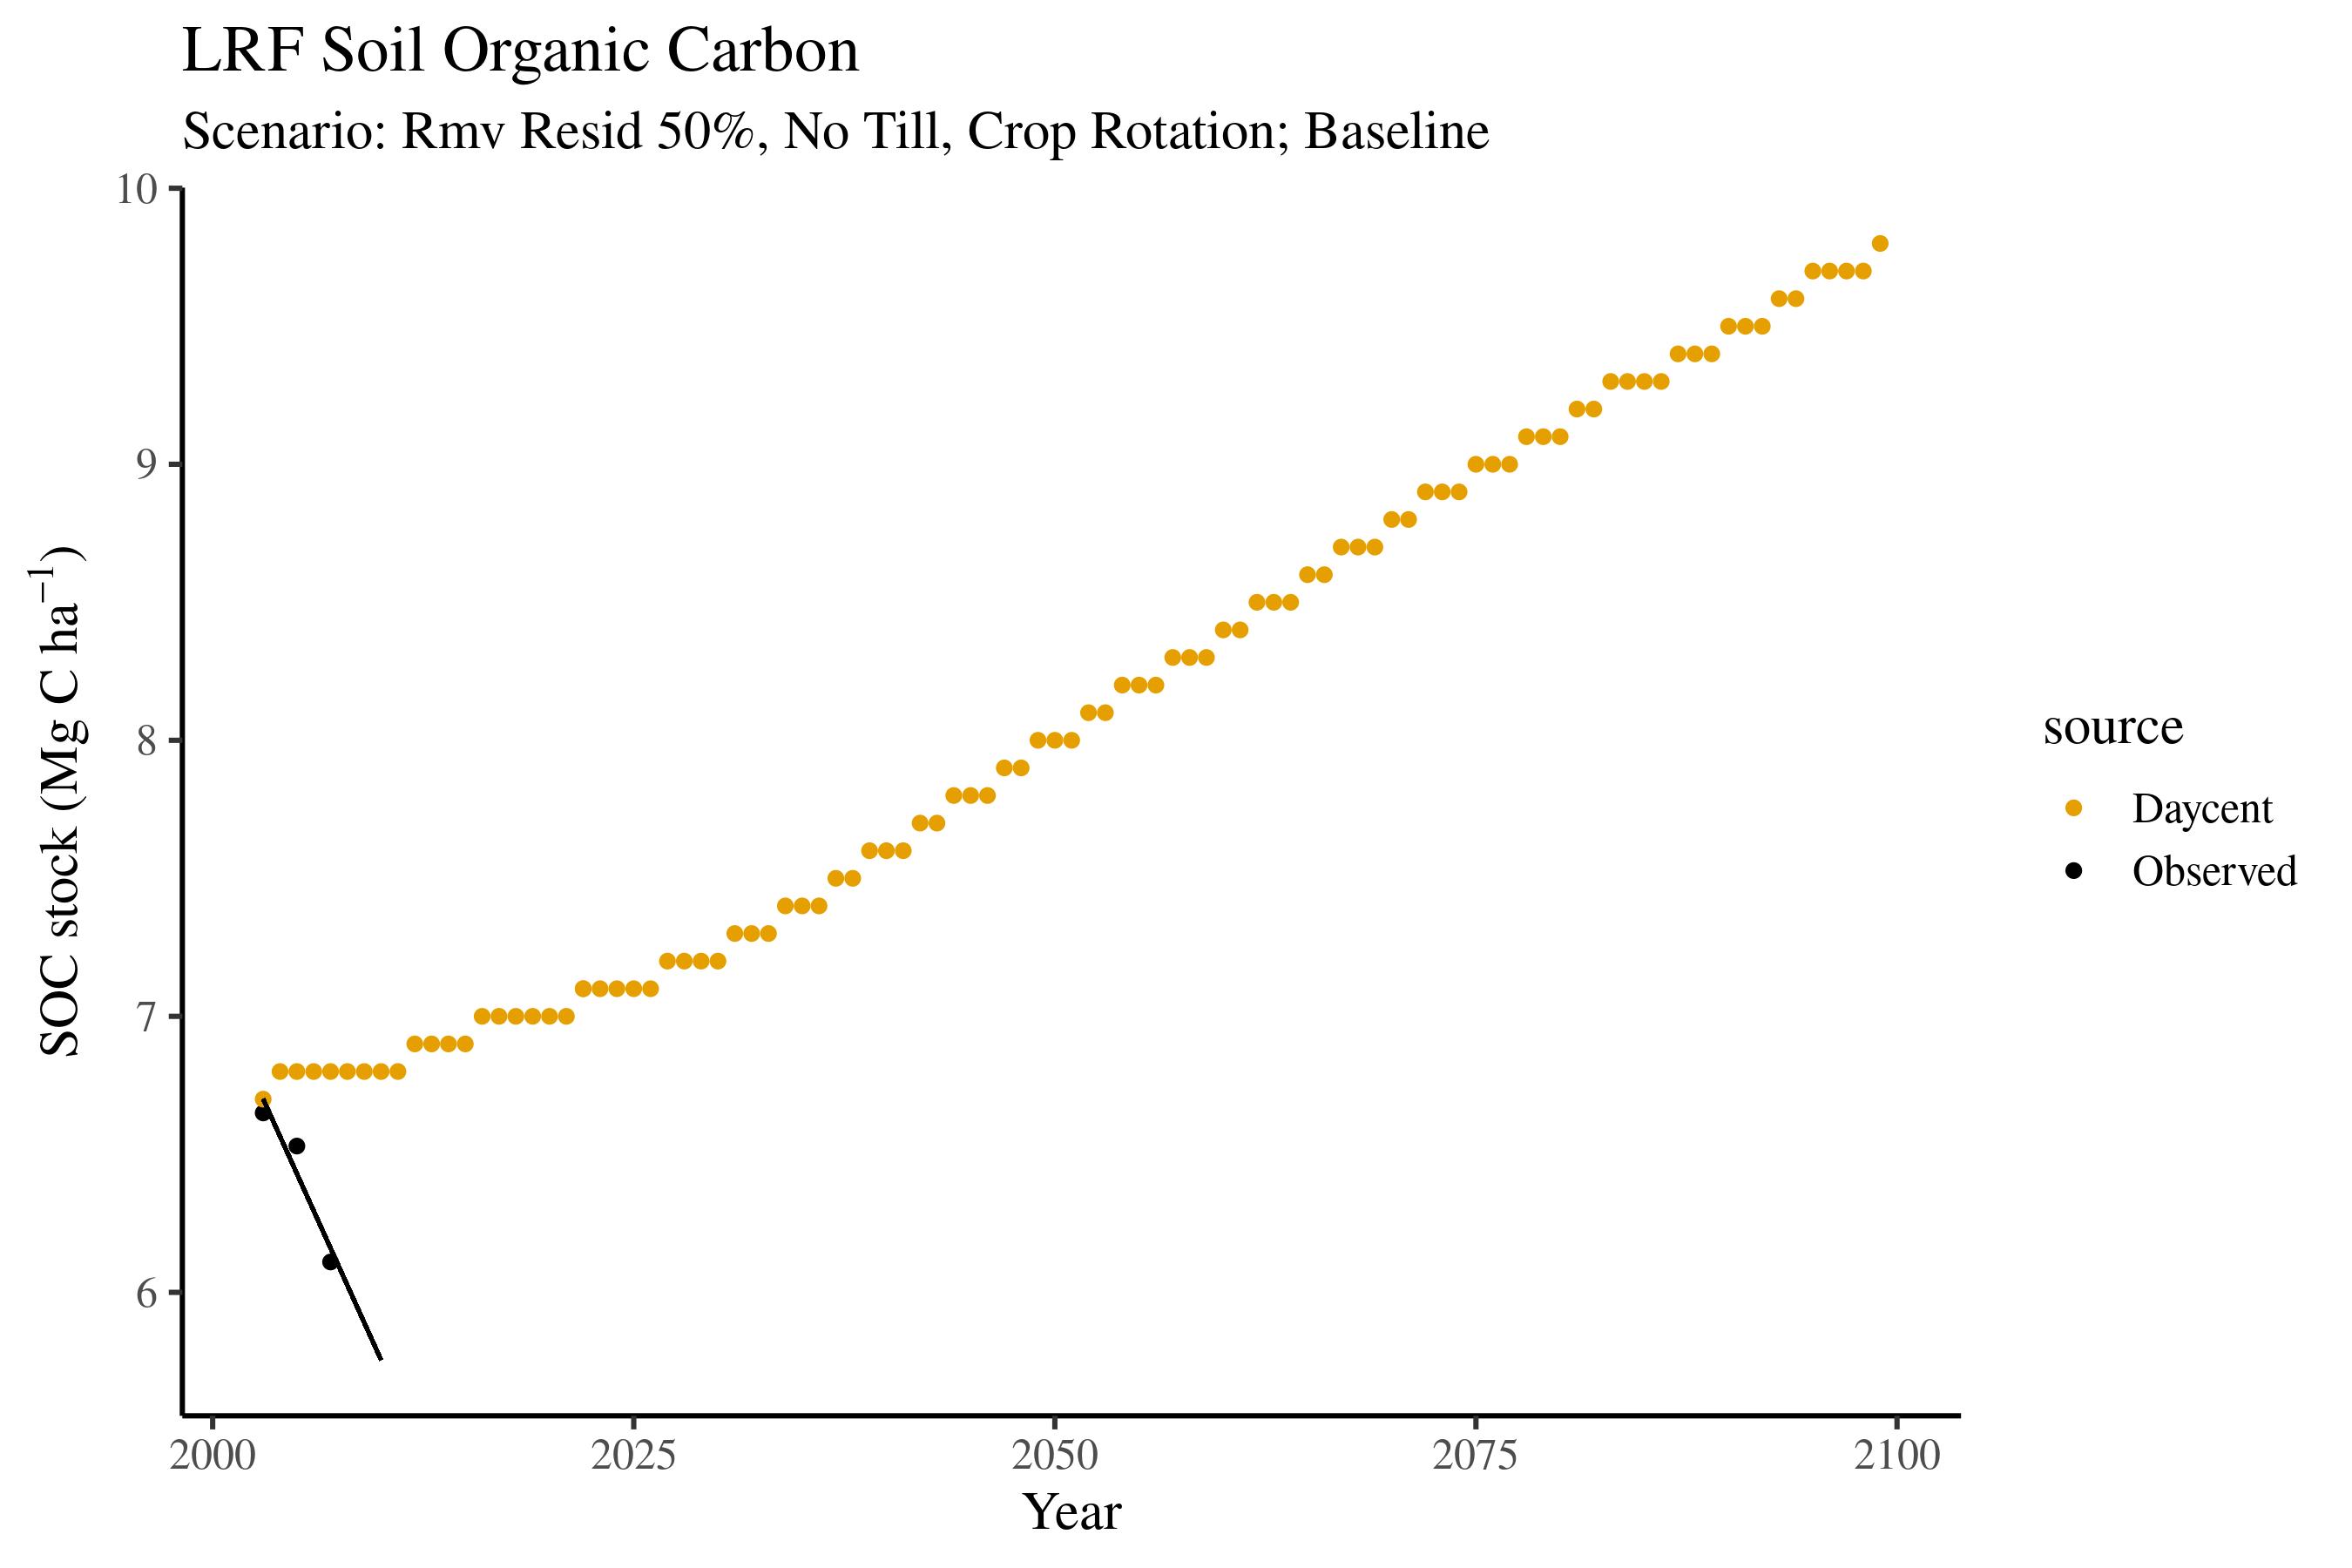 LRF Soil Organic Carbon
Scenario: Rmv Resid 50%, No Till, Crop Rotation; Baseline
10
9
8
7
6
SOC stock (Mg C ha⁻¹)
2000 2025 2050 2075 2100
Year
source
Daycent
Observed